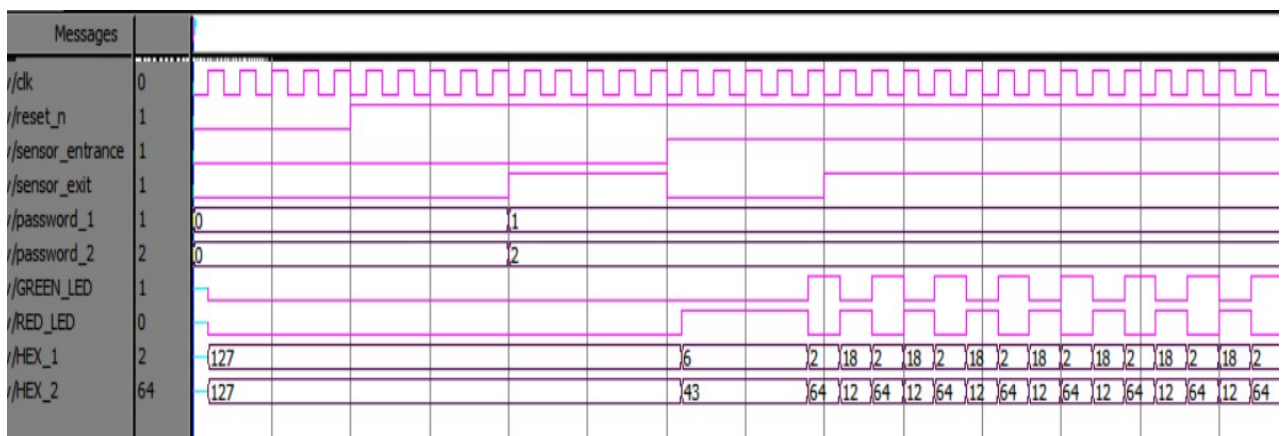 Messages
/clk 0
/reset_n 1
/sensor_entrance 1
/sensor_exit 1
/password_1 1 0 1
/password_2 2 0 2
/GREEN_LED 1
/RED_LED 0
/HEX_1 2 127 6 2 18 2 18 2 18 2 18 2 18 2 18 2 18 2
/HEX_2 64 127 43 64 12 64 12 64 12 64 12 64 12 64 12 64 12 64